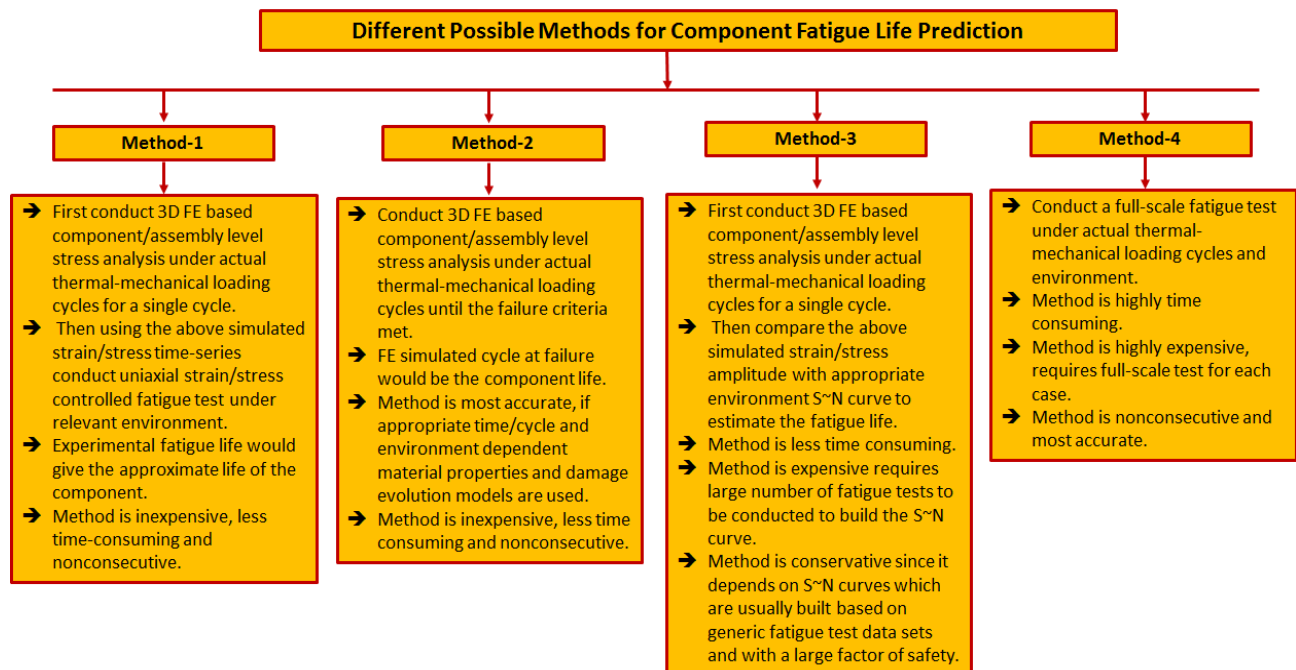 Different Possible Methods for Component Fatigue Life Prediction
Method-1
➔ First conduct 3D FE based
component/assembly level
stress analysis under actual
thermal-mechanical loading
cycles for a single cycle.
➔ Then using the above simulated
strain/stress time-series
conduct uniaxial strain/stress
controlled fatigue test under
relevant environment.
➔ Experimental fatigue life would
give the approximate life of the
component.
➔ Method is inexpensive, less
time-consuming and
nonconsecutive.
Method-2
➔ Conduct 3D FE based
component/assembly level
stress analysis under actual
thermal-mechanical loading
cycles until the failure criteria
met.
➔ FE simulated cycle at failure
would be the component life.
➔ Method is most accurate, if
appropriate time/cycle and
environment dependent
material properties and damage
evolution models are used.
➔ Method is inexpensive, less time
consuming and nonconsecutive.
Method-3
➔ First conduct 3D FE based
component/assembly level
stress analysis under actual
thermal-mechanical loading
cycles for a single cycle.
➔ Then compare the above
simulated strain/stress
amplitude with appropriate
environment S~N curve to
estimate the fatigue life.
➔ Method is less time consuming.
➔ Method is expensive requires
large number of fatigue tests to
be conducted to build the S~N
curve.
➔ Method is conservative since it
depends on S~N curves which
are usually built based on
generic fatigue test data sets
and with a large factor of safety.
Method-4
➔ Conduct a full-scale fatigue test
under actual thermal-
mechanical loading cycles and
environment.
➔ Method is highly time
consuming.
➔ Method is highly expensive,
requires full-scale test for each
case.
➔ Method is nonconsecutive and
most accurate.